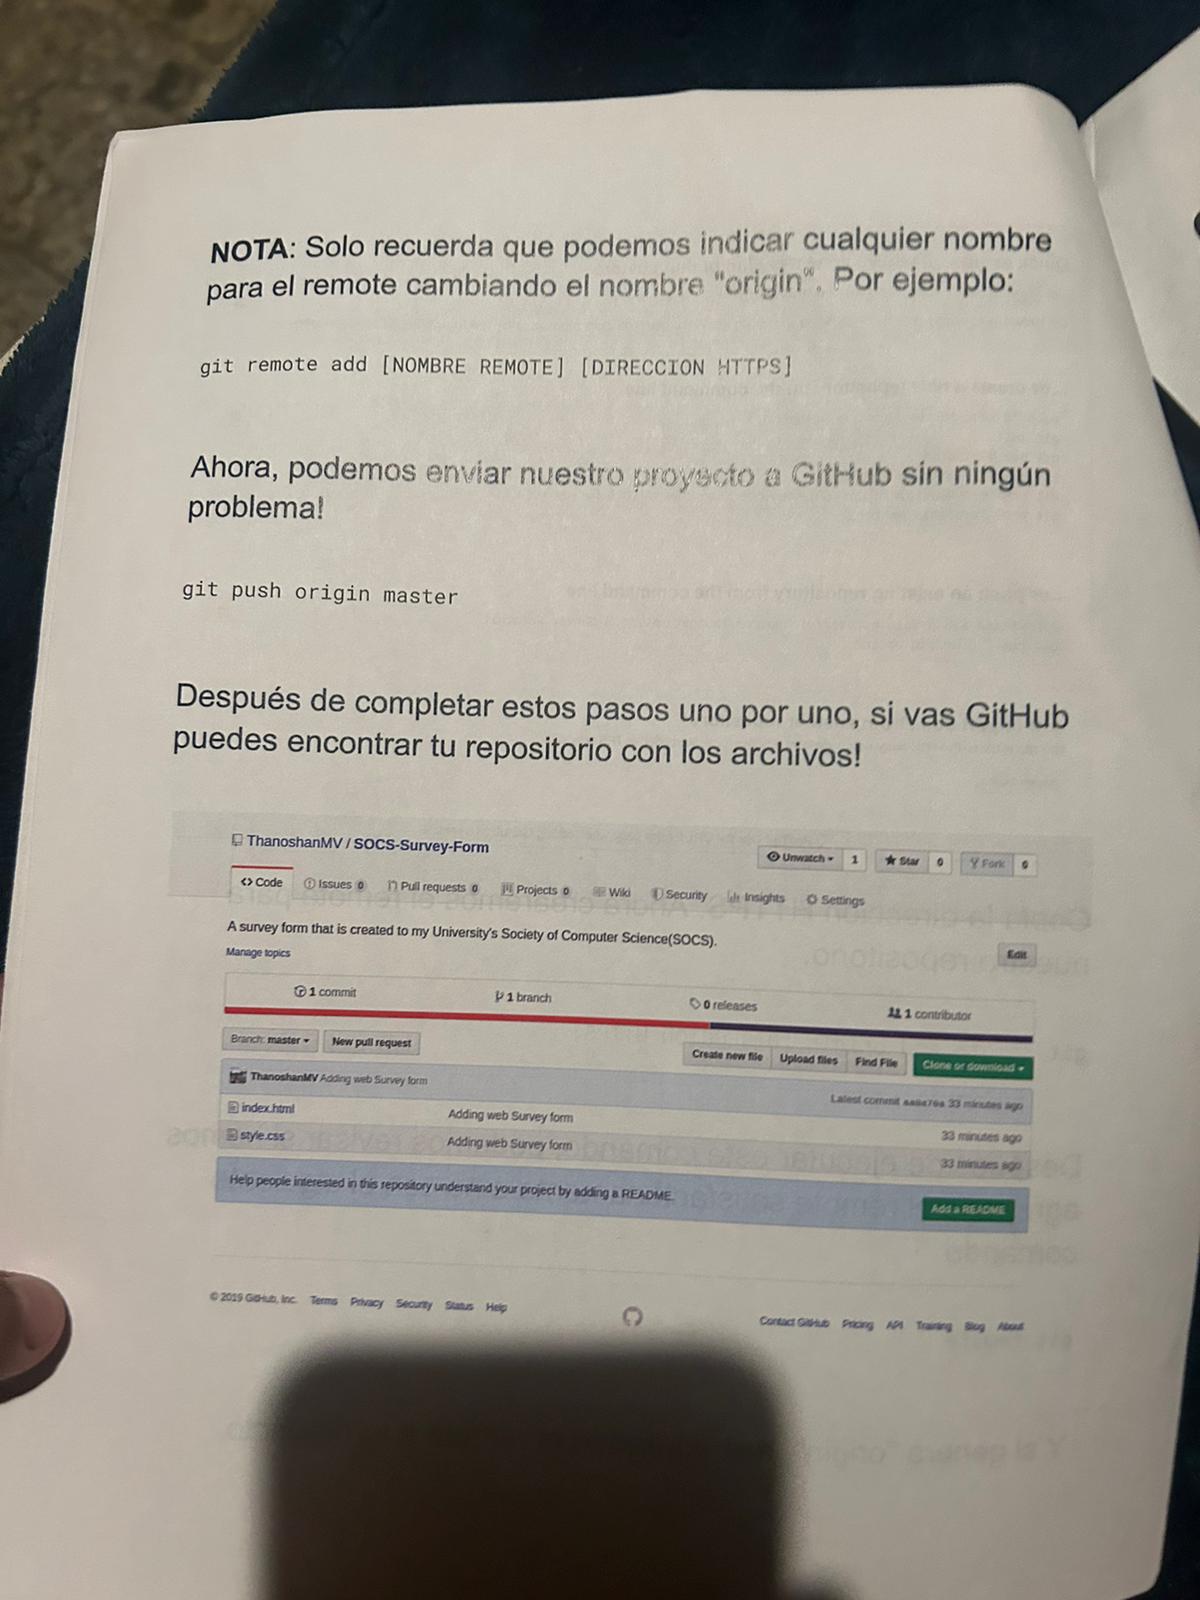 NOTA: Solo recuerda que podemos indicar cualquier nombre
para el remote cambiando el nombre "origin". Por ejemplo:
git remote add [NOMBRE REMOTE] [DIRECCION HTTPS]
Ahora, podemos enviar nuestro proyecto a GitHub sin ningún
problema!
git push origin master
Después de completar estos pasos uno por uno, si vas GitHub
puedes encontrar tu repositorio con los archivos!
ThanoshanMV / SOCS-Survey-Form
Unwatch 1 Star 0 Fork 0
Code Issues 0 Pull requests 0 Projects 0 Wiki Security Insights Settings
A survey form that is created to my University's Society of Computer Science(SOCS).
Edit
Manage topics
1 commit 1 branch 0 releases 1 contributor
Branch: master New pull request Create new file Upload files Find File Clone or download
ThanoshanMV Adding web Survey form Latest commit 33 minutes ago
index.html Adding web Survey form 33 minutes ago
style.css Adding web Survey form 33 minutes ago
Help people interested in this repository understand your project by adding a README. Add a README
© 2019 GitHub, Inc. Terms Privacy Security Status Help Contact GitHub Pricing API Training Blog About